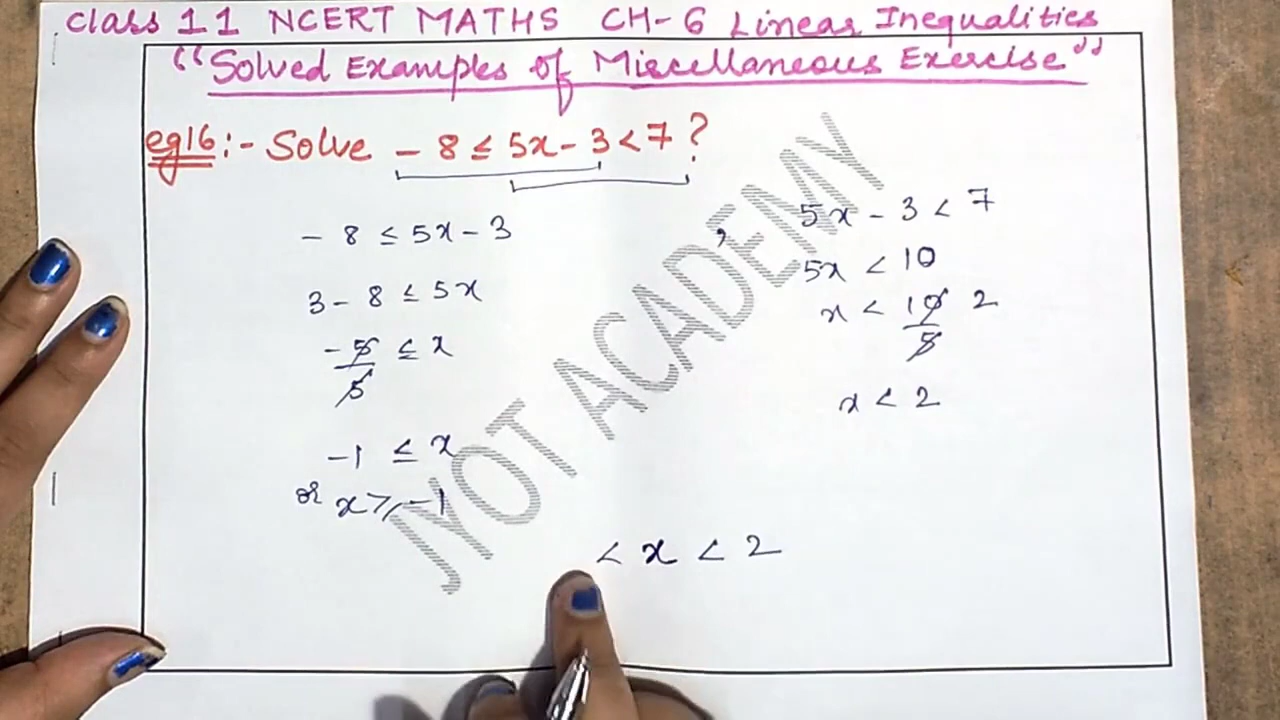 Class 11 NCERT MATHS CH-6 Linear Inequalities
"Solved Examples of Miscellaneous Exercise"
eg16:- Solve - 8 ≤ 5x - 3 < 7 ?
- 8 ≤ 5x - 3 , 5x - 3 < 7
3 - 8 ≤ 5x 5x < 10
-5/5 ≤ x x < 10/5 2
-1 ≤ x x < 2
or x ≥ -1
< x < 2
JYOT ACADEMY